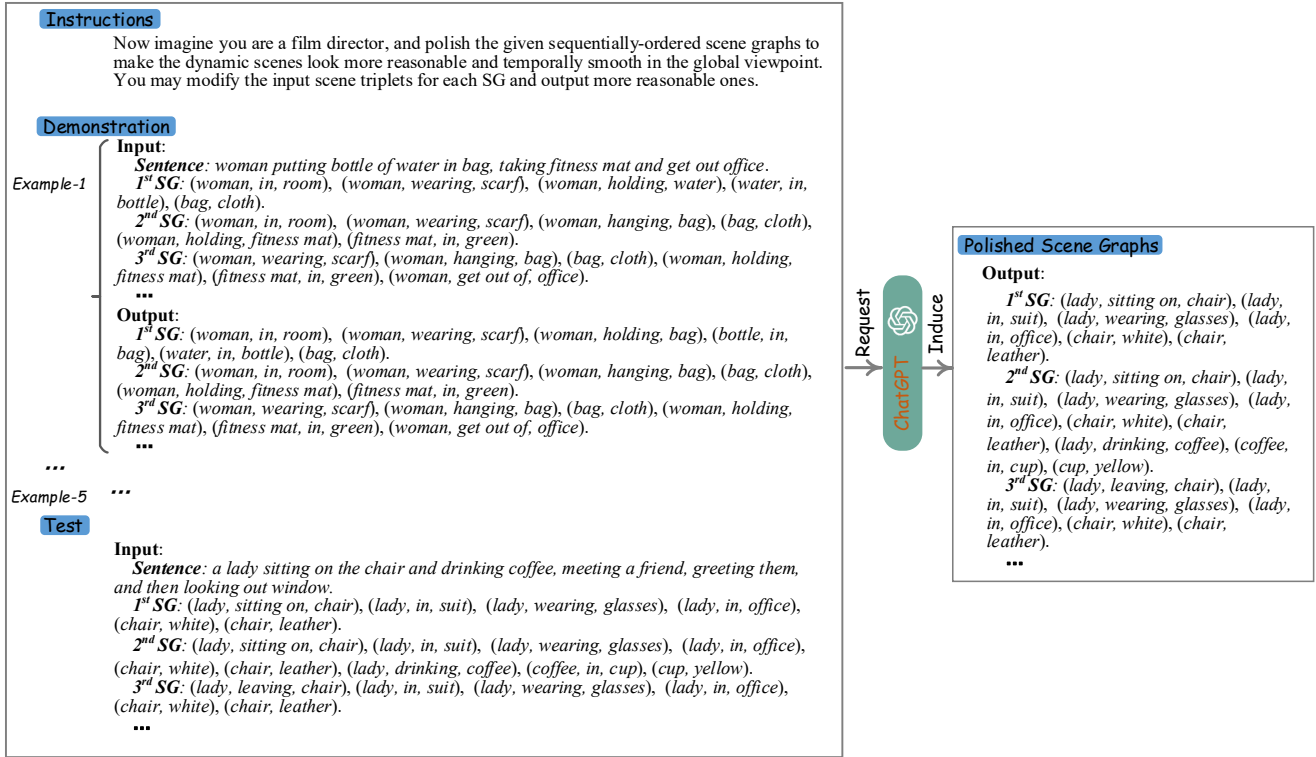 Instructions
Now imagine you are a film director, and polish the given sequentially-ordered scene graphs to
make the dynamic scenes look more reasonable and temporally smooth in the global viewpoint.
You may modify the input scene triplets for each SG and output more reasonable ones.
Demonstration
Example-1
Input:
Sentence: woman putting bottle of water in bag, taking fitness mat and get out office.
1st SG: (woman, in, room), (woman, wearing, scarf), (woman, holding, water), (water, in,
bottle), (bag, cloth).
2nd SG: (woman, in, room), (woman, wearing, scarf), (woman, hanging, bag), (bag, cloth),
(woman, holding, fitness mat), (fitness mat, in, green).
3rd SG: (woman, wearing, scarf), (woman, hanging, bag), (bag, cloth), (woman, holding,
fitness mat), (fitness mat, in, green), (woman, get out of, office).
...
Output:
1st SG: (woman, in, room), (woman, wearing, scarf), (woman, holding, bag), (bottle, in,
bag), (water, in, bottle), (bag, cloth).
2nd SG: (woman, in, room), (woman, wearing, scarf), (woman, hanging, bag), (bag, cloth),
(woman, holding, fitness mat), (fitness mat, in, green).
3rd SG: (woman, wearing, scarf), (woman, hanging, bag), (bag, cloth), (woman, holding,
fitness mat), (fitness mat, in, green), (woman, get out of, office).
...
...
Example-5
...
Test
Input:
Sentence: a lady sitting on the chair and drinking coffee, meeting a friend, greeting them,
and then looking out window.
1st SG: (lady, sitting on, chair), (lady, in, suit), (lady, wearing, glasses), (lady, in, office),
(chair, white), (chair, leather).
2nd SG: (lady, sitting on, chair), (lady, in, suit), (lady, wearing, glasses), (lady, in, office),
(chair, white), (chair, leather), (lady, drinking, coffee), (coffee, in, cup), (cup, yellow).
3rd SG: (lady, leaving, chair), (lady, in, suit), (lady, wearing, glasses), (lady, in, office),
(chair, white), (chair, leather).
...
Request
ChatGPT
Induce
Polished Scene Graphs
Output:
1st SG: (lady, sitting on, chair), (lady,
in, suit), (lady, wearing, glasses), (lady,
in, office), (chair, white), (chair,
leather).
2nd SG: (lady, sitting on, chair), (lady,
in, suit), (lady, wearing, glasses), (lady,
in, office), (chair, white), (chair,
leather), (lady, drinking, coffee), (coffee,
in, cup), (cup, yellow).
3rd SG: (lady, leaving, chair), (lady,
in, suit), (lady, wearing, glasses), (lady,
in, office), (chair, white), (chair,
leather).
...